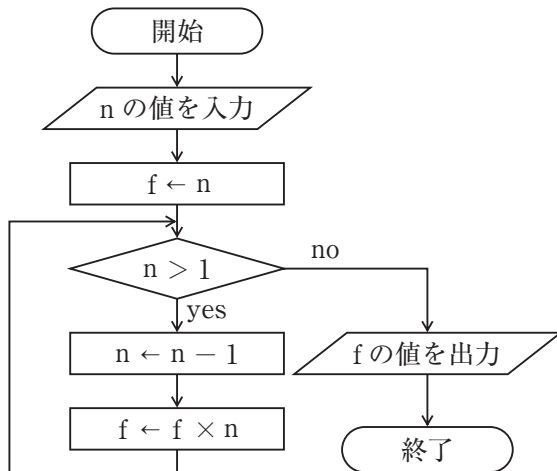 開始
n の値を入力
f ← n
n > 1
no
yes
n ← n − 1
f の値を出力
f ← f × n
終了